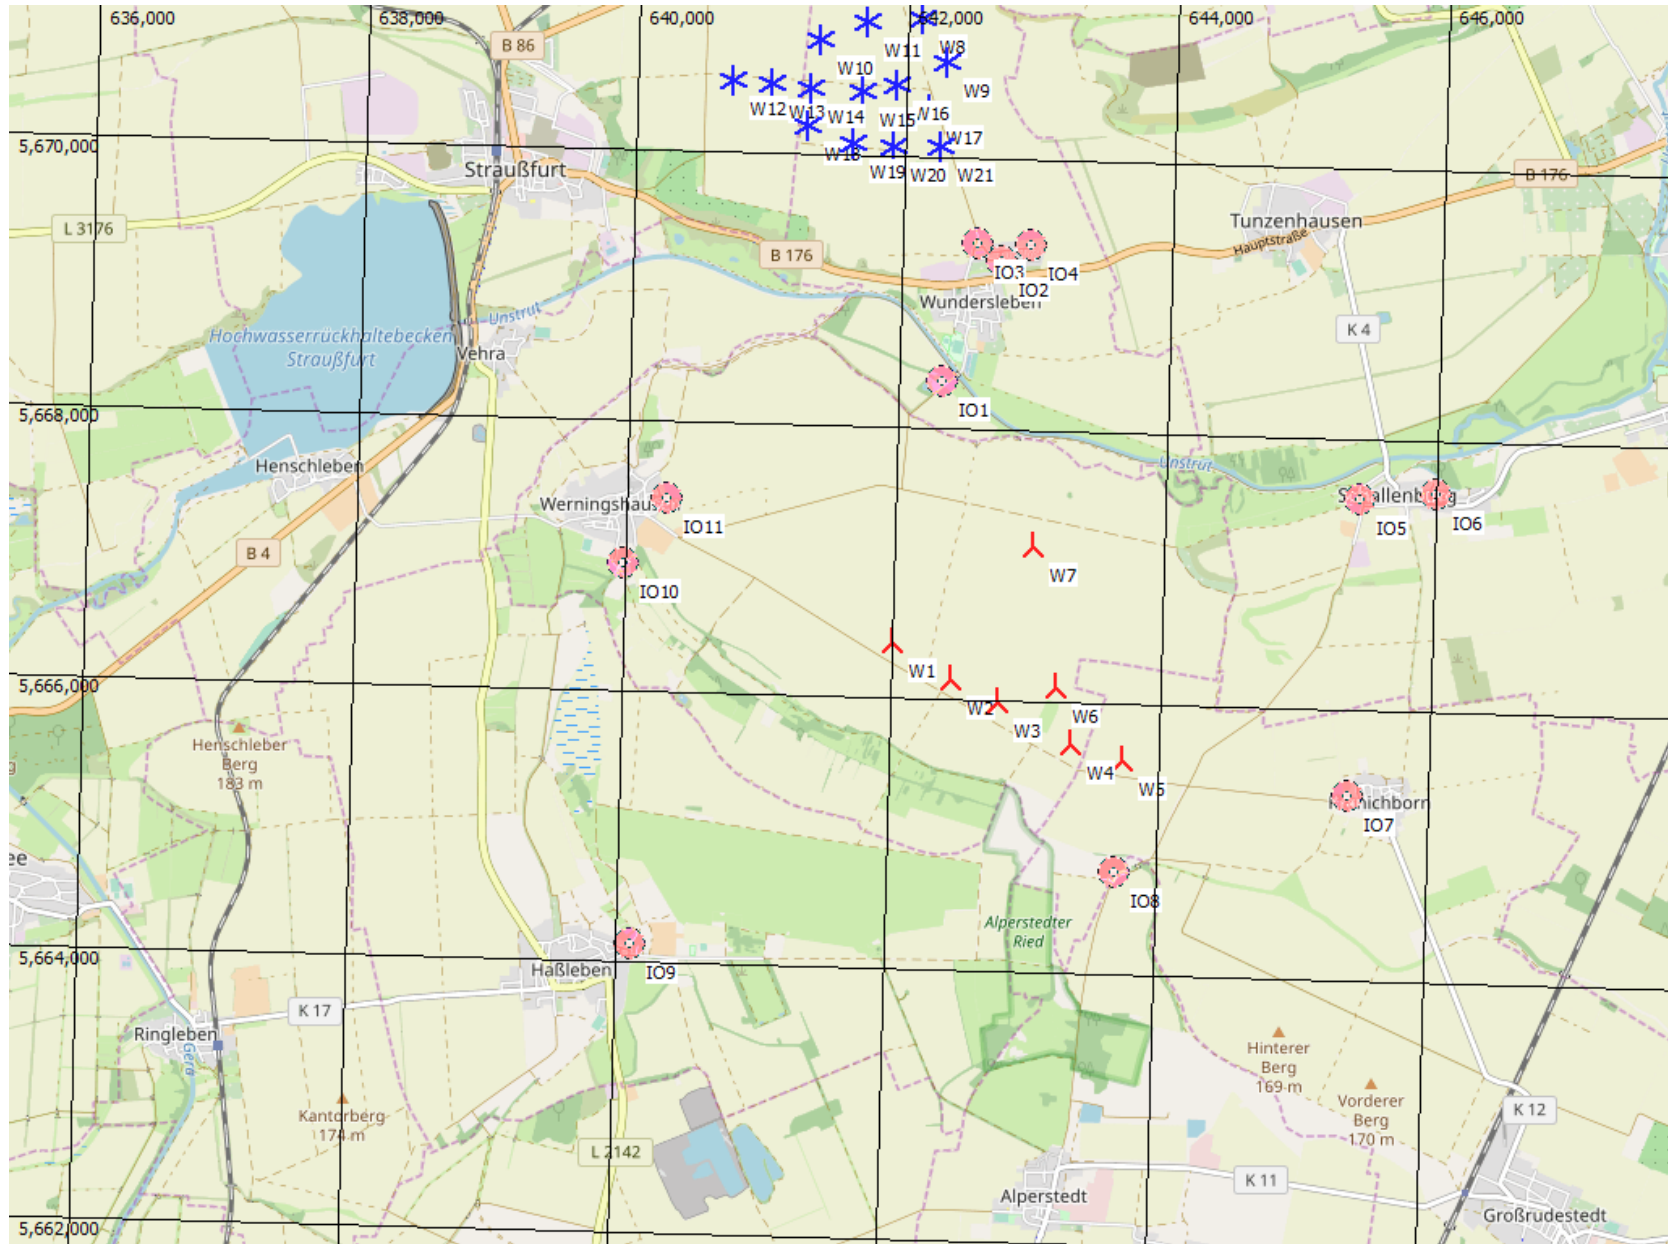 636,000
638,000
640,000
642,000
644,000
646,000
B 86
W11
W8
W10
W9
W12
W13
W14
W15
W16
W17
W18
W19
W20
W21
5,670,000
Straußfurt
B 176
L 3176
Tunzenhausen
Hauptstraße
B 176
IO3
IO4
IO2
Wundersleben
Unstrut
Hochwasserrückhaltebecken
Straußfurt
Vehra
K 4
IO1
5,668,000
Henschleben
Unstrut
Werningshaus
IO11
IO5
IO6
B 4
W7
IO10
5,666,000
W1
W2
W3
W6
W4
W5
Henschleber
Berg
183 m
IO7
ee
IO8
Alperstedter
Ried
5,664,000
Haßleben
IO9
K 17
Ringleben
Gera
Hinterer
Berg
169 m
Vorderer
Berg
170 m
Kantorberg
174 m
K 12
L 2142
K 11
Alperstedt
5,662,000
Großrudestedt